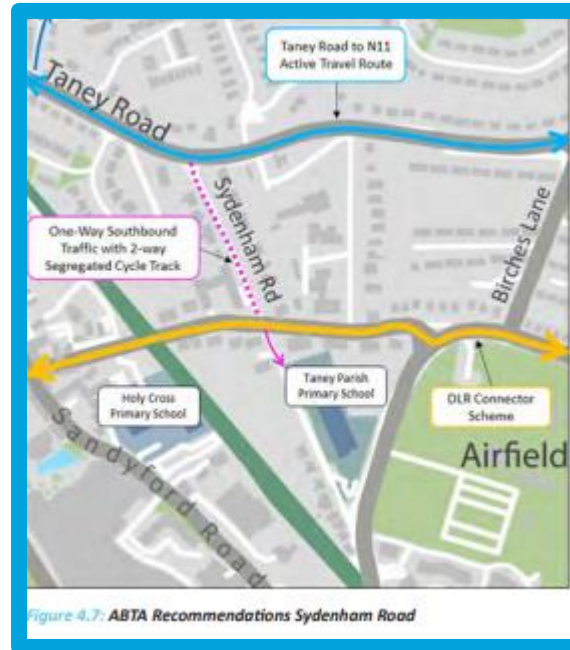 Taney Road to N11
Active Travel Route
Taney Road
Sydenham Rd
One-Way Southbound
Traffic with 2-way
Segregated Cycle Track
Birches Lane
Holy Cross
Primary School
Taney Parish
Primary School
DLR Connector
Scheme
Airfield
Sandyford Road
Figure 4.7: ABTA Recommendations Sydenham Road